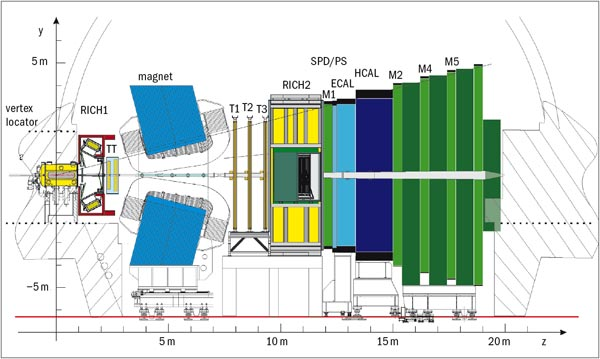 y
SPD/PS
HCAL
5 m
ECAL
M2
M4
M5
magnet
RICH2
M1
T1
T2
T3
vertex
locator
RICH1
TT
−5 m
5 m
10 m
15 m
20 m
z